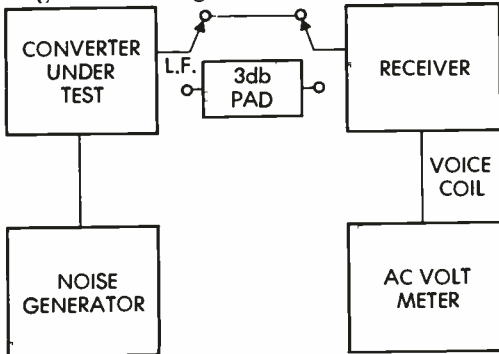 CONVERTER
UNDER
TEST
L.F.
3db
PAD
RECEIVER
VOICE
COIL
NOISE
GENERATOR
AC VOLT
METER